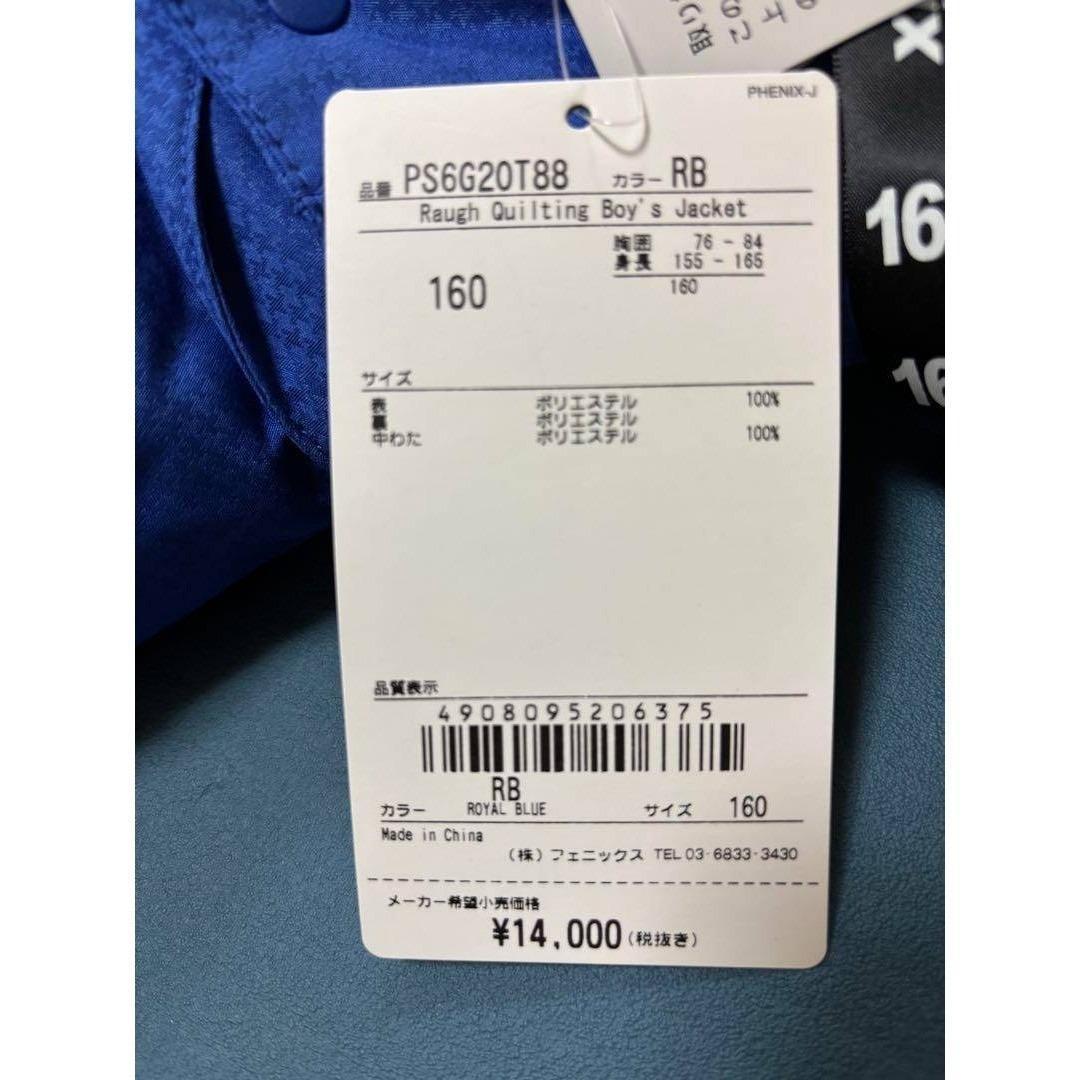 PHENIX-J
品番 PS6G20T88 カラー RB
Raugh Quilting Boy's Jacket
胸囲 76 - 84
身長 155 - 165
160
160
サイズ
表 ポリエステル 100%
裏 ポリエステル
中わた ポリエステル 100%
品質表示
4908095206375
RB
カラー ROYAL BLUE サイズ 160
Made in China
(株)フェニックス TEL 03-6833-3430
メーカー希望小売価格
¥14,000(税抜き)
16
16